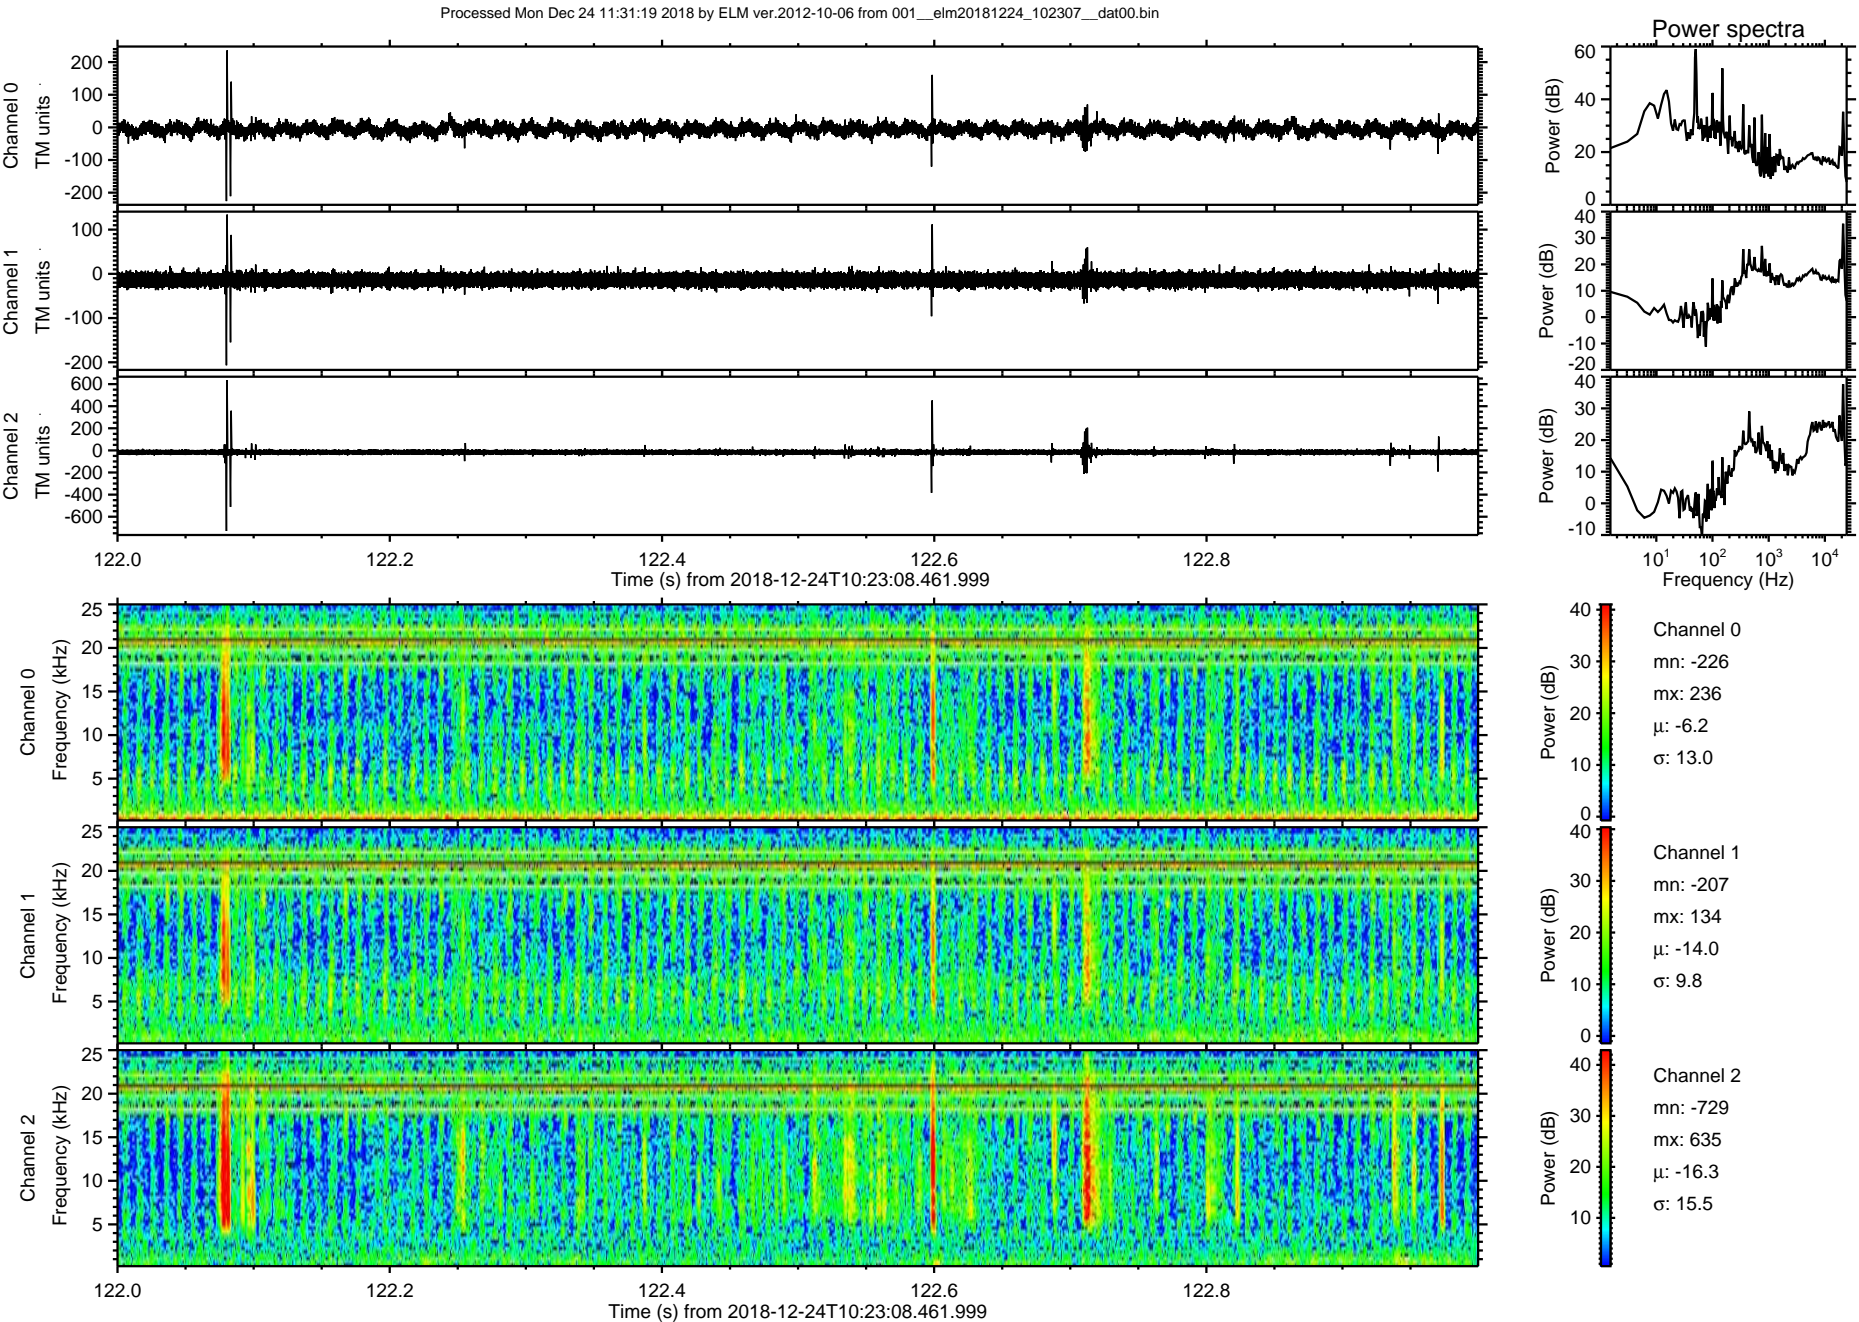 Processed Mon Dec 24 11:31:19 2018 by ELM ver.2012-10-06 from 001__elm20181224_102307__dat00.bin
Power spectra
Channel 0
TM units
200
100
0
-100
-200
Power (dB)
60
40
20
0
Channel 1
TM units
100
0
-100
-200
Power (dB)
40
30
20
10
0
-10
-20
Channel 2
TM units
600
400
200
0
-200
-400
-600
Power (dB)
40
30
20
10
0
-10
122.0 122.2 122.4 122.6 122.8
Time (s) from 2018-12-24T10:23:08.461.999
10¹ 10² 10³ 10⁴
Frequency (Hz)
Channel 0
Frequency (kHz)
25
20
15
10
5
Power (dB)
40
30
20
10
0
Channel 0
mn: -226
mx: 236
μ: -6.2
σ: 13.0
Channel 1
Frequency (kHz)
25
20
15
10
5
Power (dB)
40
30
20
10
0
Channel 1
mn: -207
mx: 134
μ: -14.0
σ: 9.8
Channel 2
Frequency (kHz)
25
20
15
10
5
Power (dB)
40
30
20
10
Channel 2
mn: -729
mx: 635
μ: -16.3
σ: 15.5
122.0 122.2 122.4 122.6 122.8
Time (s) from 2018-12-24T10:23:08.461.999